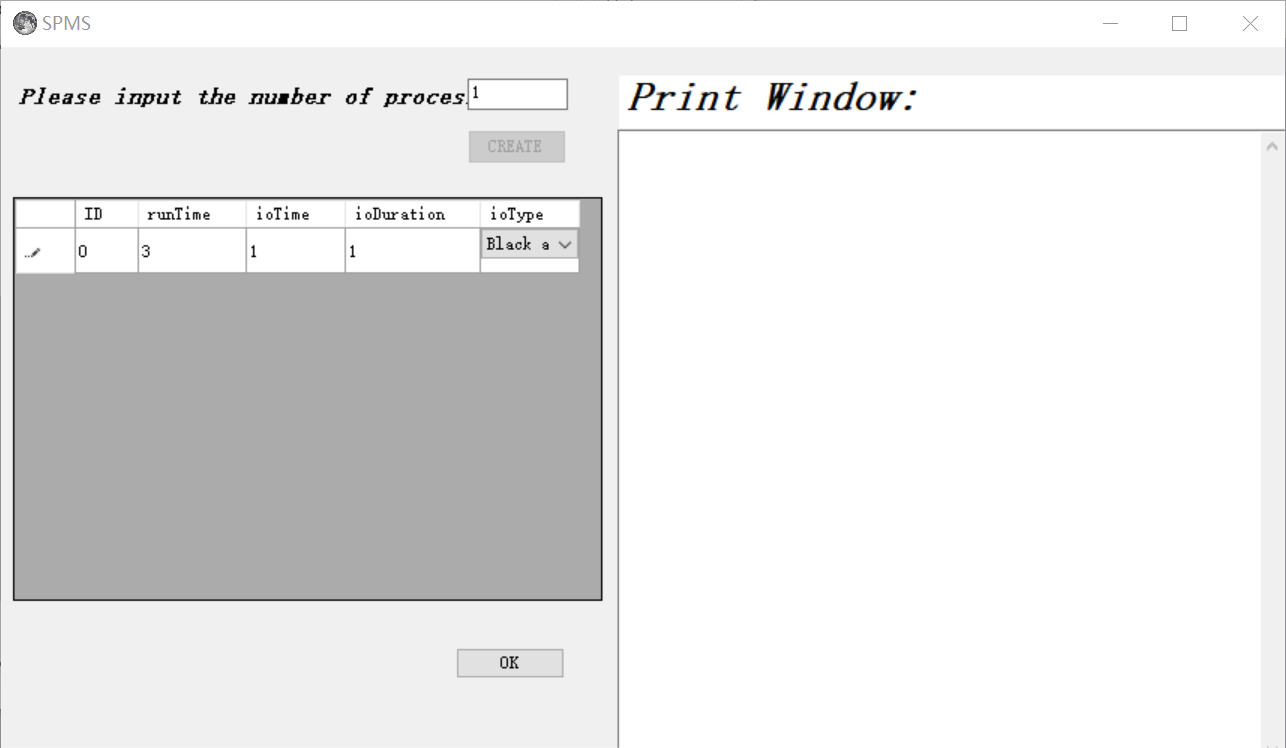 SPMS
Please input the number of proces
1
CREATE
ID runTime ioTime ioDuration ioType
0 3 1 1 Black a
OK
Print Window: